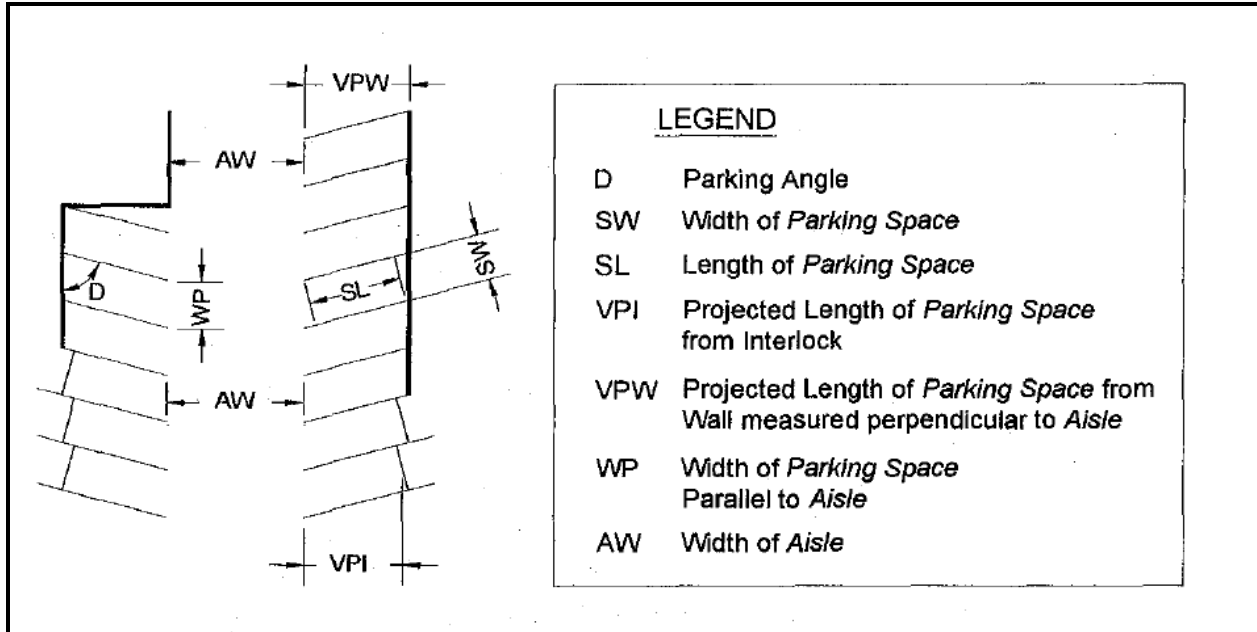 VPW
AW
D
WP
SL
SW
AW
VPI
LEGEND
D Parking Angle
SW Width of Parking Space
SL Length of Parking Space
VPI Projected Length of Parking Space
from Interlock
VPW Projected Length of Parking Space from
Wall measured perpendicular to Aisle
WP Width of Parking Space
Parallel to Aisle
AW Width of Aisle